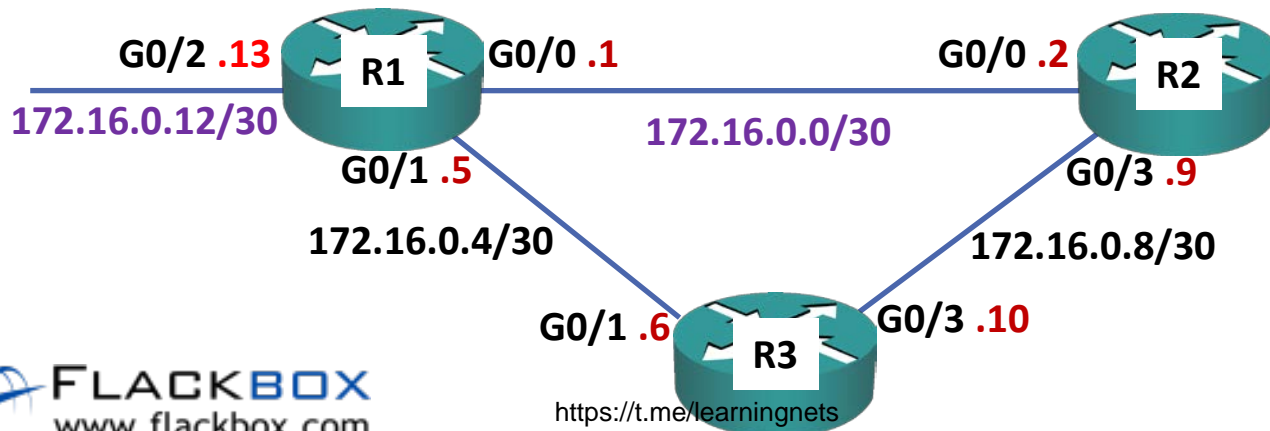 G0/2 .13
R1
G0/0 .1
G0/0 .2
R2
172.16.0.12/30
172.16.0.0/30
G0/1 .5
G0/3 .9
172.16.0.4/30
172.16.0.8/30
G0/1 .6
R3
G0/3 .10
FLACKBOX
www.flackbox.com
https://t.me/learningnets